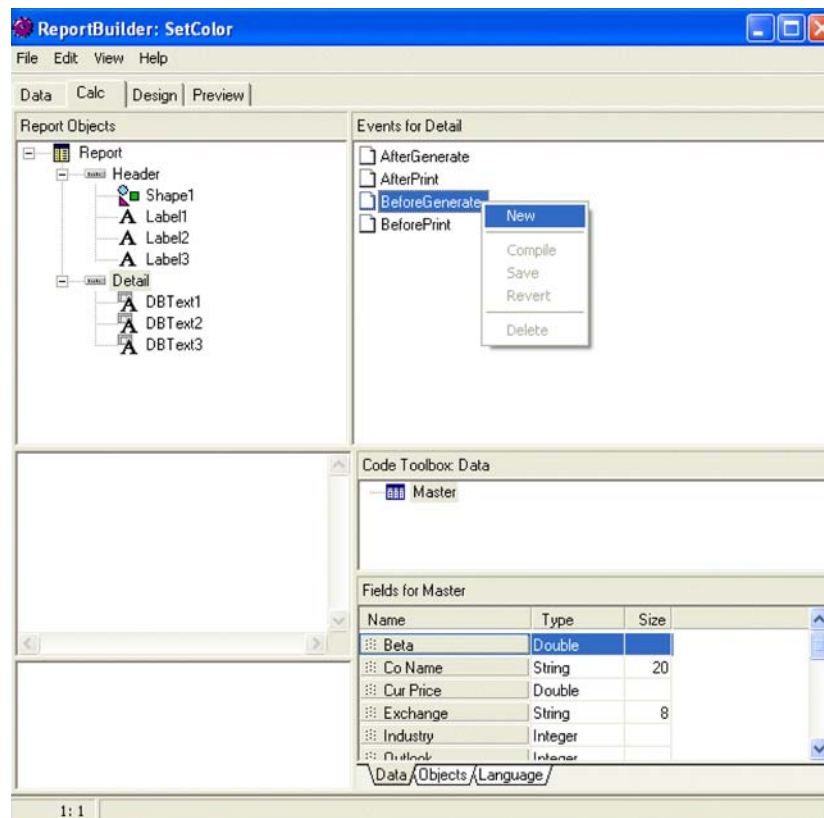 ReportBuilder: SetColor
File Edit View Help
Data Calc Design Preview
Report Objects
Report
Header
Shape1
Label1
Label2
Label3
Detail
DBText1
DBText2
DBText3
Events for Detail
AfterGenerate
AfterPrint
BeforeGenerate
BeforePrint
New
Compile
Save
Revert
Delete
Code Toolbox: Data
Master
Fields for Master
Name Type Size
Beta Double
Co Name String 20
Cur Price Double
Exchange String 8
Industry Integer
Outlook Integer
Data Objects Language
1: 1